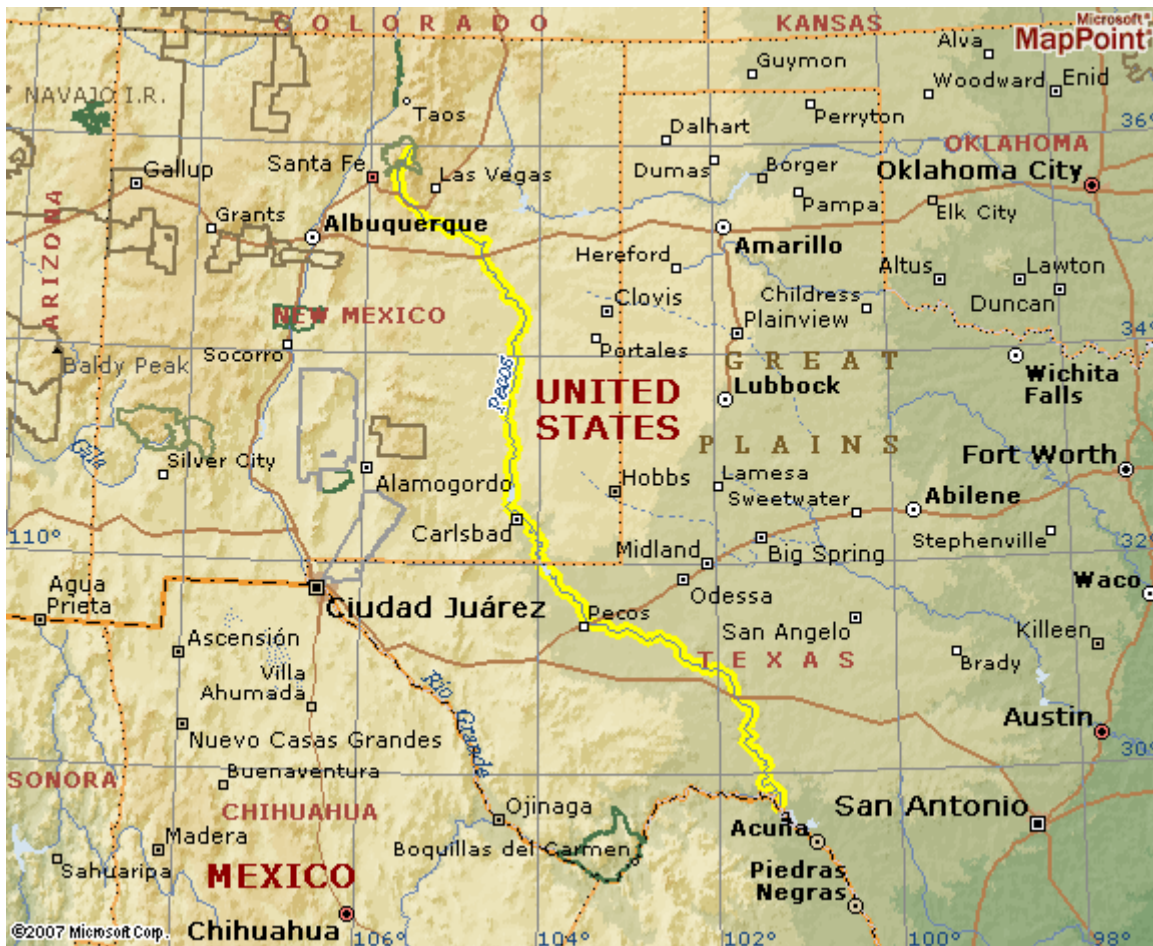 COLORADO
KANSAS
Microsoft®
MapPoint®
Alva
Guymon
Woodward
Enid
NAVAJO I.R.
Taos
Perryton
36°
Dalhart
OKLAHOMA
Santa Fe
Gallup
Las Vegas
Dumas
Borger
Oklahoma City
Pampa
Elk City
Grants
Albuquerque
Amarillo
ARIZONA
Hereford
Altus
Lawton
Clovis
Childress
Duncan
NEW MEXICO
Plainview
34°
Socorro
Baldy Peak
Portales
GREAT
Pecos
UNITED
STATES
Lubbock
Wichita
Falls
PLAINS
Gila
Silver City
Fort Worth
Alamogordo
Hobbs
Lamesa
Sweetwater
Abilene
Carlsbad
110°
Midland
Big Spring
Stephenville
32°
Agua
Prieta
Ciudad Juárez
Odessa
Waco
Pecos
Ascensión
San Angelo
Killeen
Villa
Ahumada
TEXAS
Brady
Río Grande
Nuevo Casas Grandes
Austin
SONORA
Buenaventura
30°
CHIHUAHUA
Ojinaga
San Antonio
Madera
Boquillas del Carmen
Acuña
Sahuaripa
MEXICO
Piedras
Negras
©2007 Microsoft Corp.
Chihuahua
106°
104°
102°
100°
98°